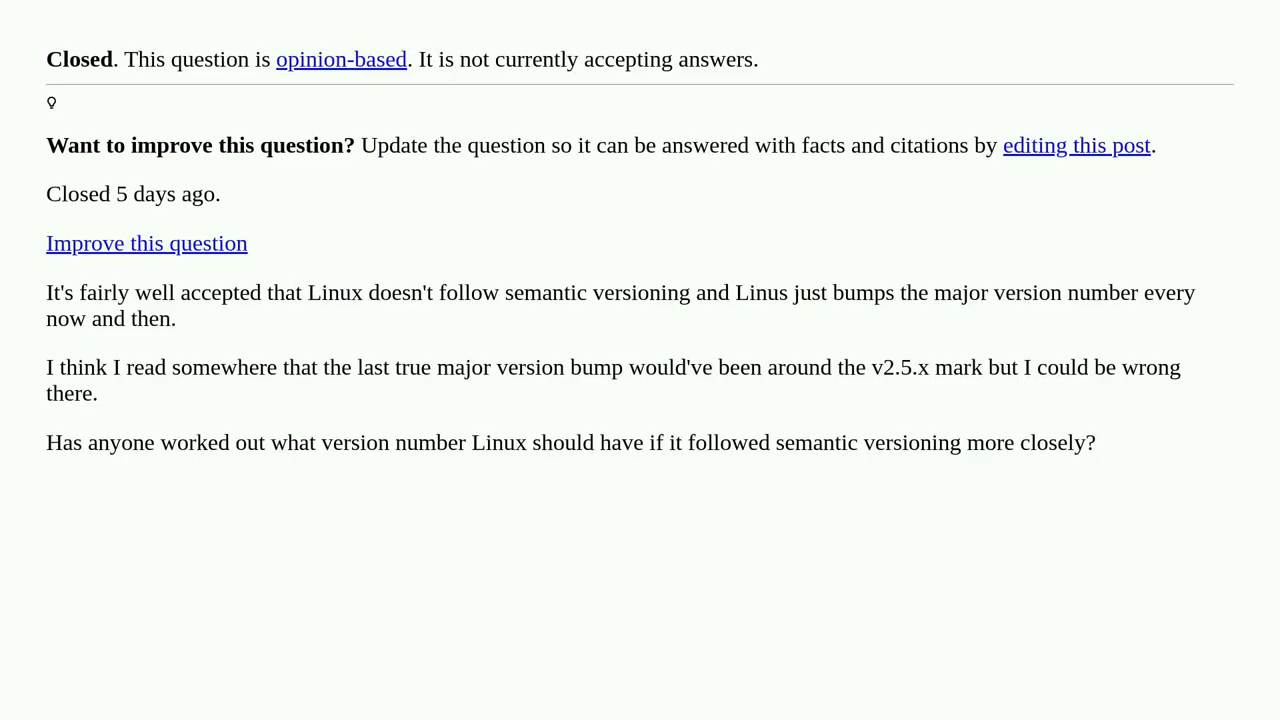 Closed. This question is opinion-based. It is not currently accepting answers.
Want to improve this question? Update the question so it can be answered with facts and citations by editing this post.
Closed 5 days ago.
Improve this question
It's fairly well accepted that Linux doesn't follow semantic versioning and Linus just bumps the major version number every
now and then.
I think I read somewhere that the last true major version bump would've been around the v2.5.x mark but I could be wrong
there.
Has anyone worked out what version number Linux should have if it followed semantic versioning more closely?